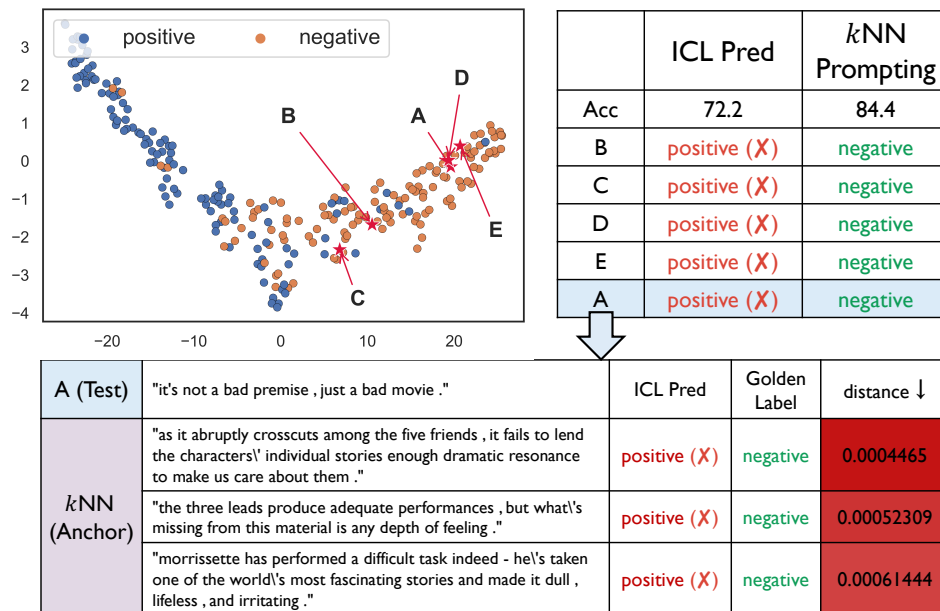 positive negative
3
2
1
0
−1
−2
−3
−4
−20 −10 0 10 20
A
B
C
D
E
ICL Pred kNN Prompting
Acc 72.2 84.4
B positive (✗) negative
C positive (✗) negative
D positive (✗) negative
E positive (✗) negative
A positive (✗) negative
A (Test) "it's not a bad premise , just a bad movie ." ICL Pred Golden Label distance ↓
kNN (Anchor)
"as it abruptly crosscuts among the five friends , it fails to lend
the characters\' individual stories enough dramatic resonance
to make us care about them ."
positive (✗) negative 0.0004465
"the three leads produce adequate performances , but what\'s
missing from this material is any depth of feeling ."
positive (✗) negative 0.00052309
"morrissette has performed a difficult task indeed - he\'s taken
one of the world\'s most fascinating stories and made it dull ,
lifeless , and irritating ."
positive (✗) negative 0.00061444